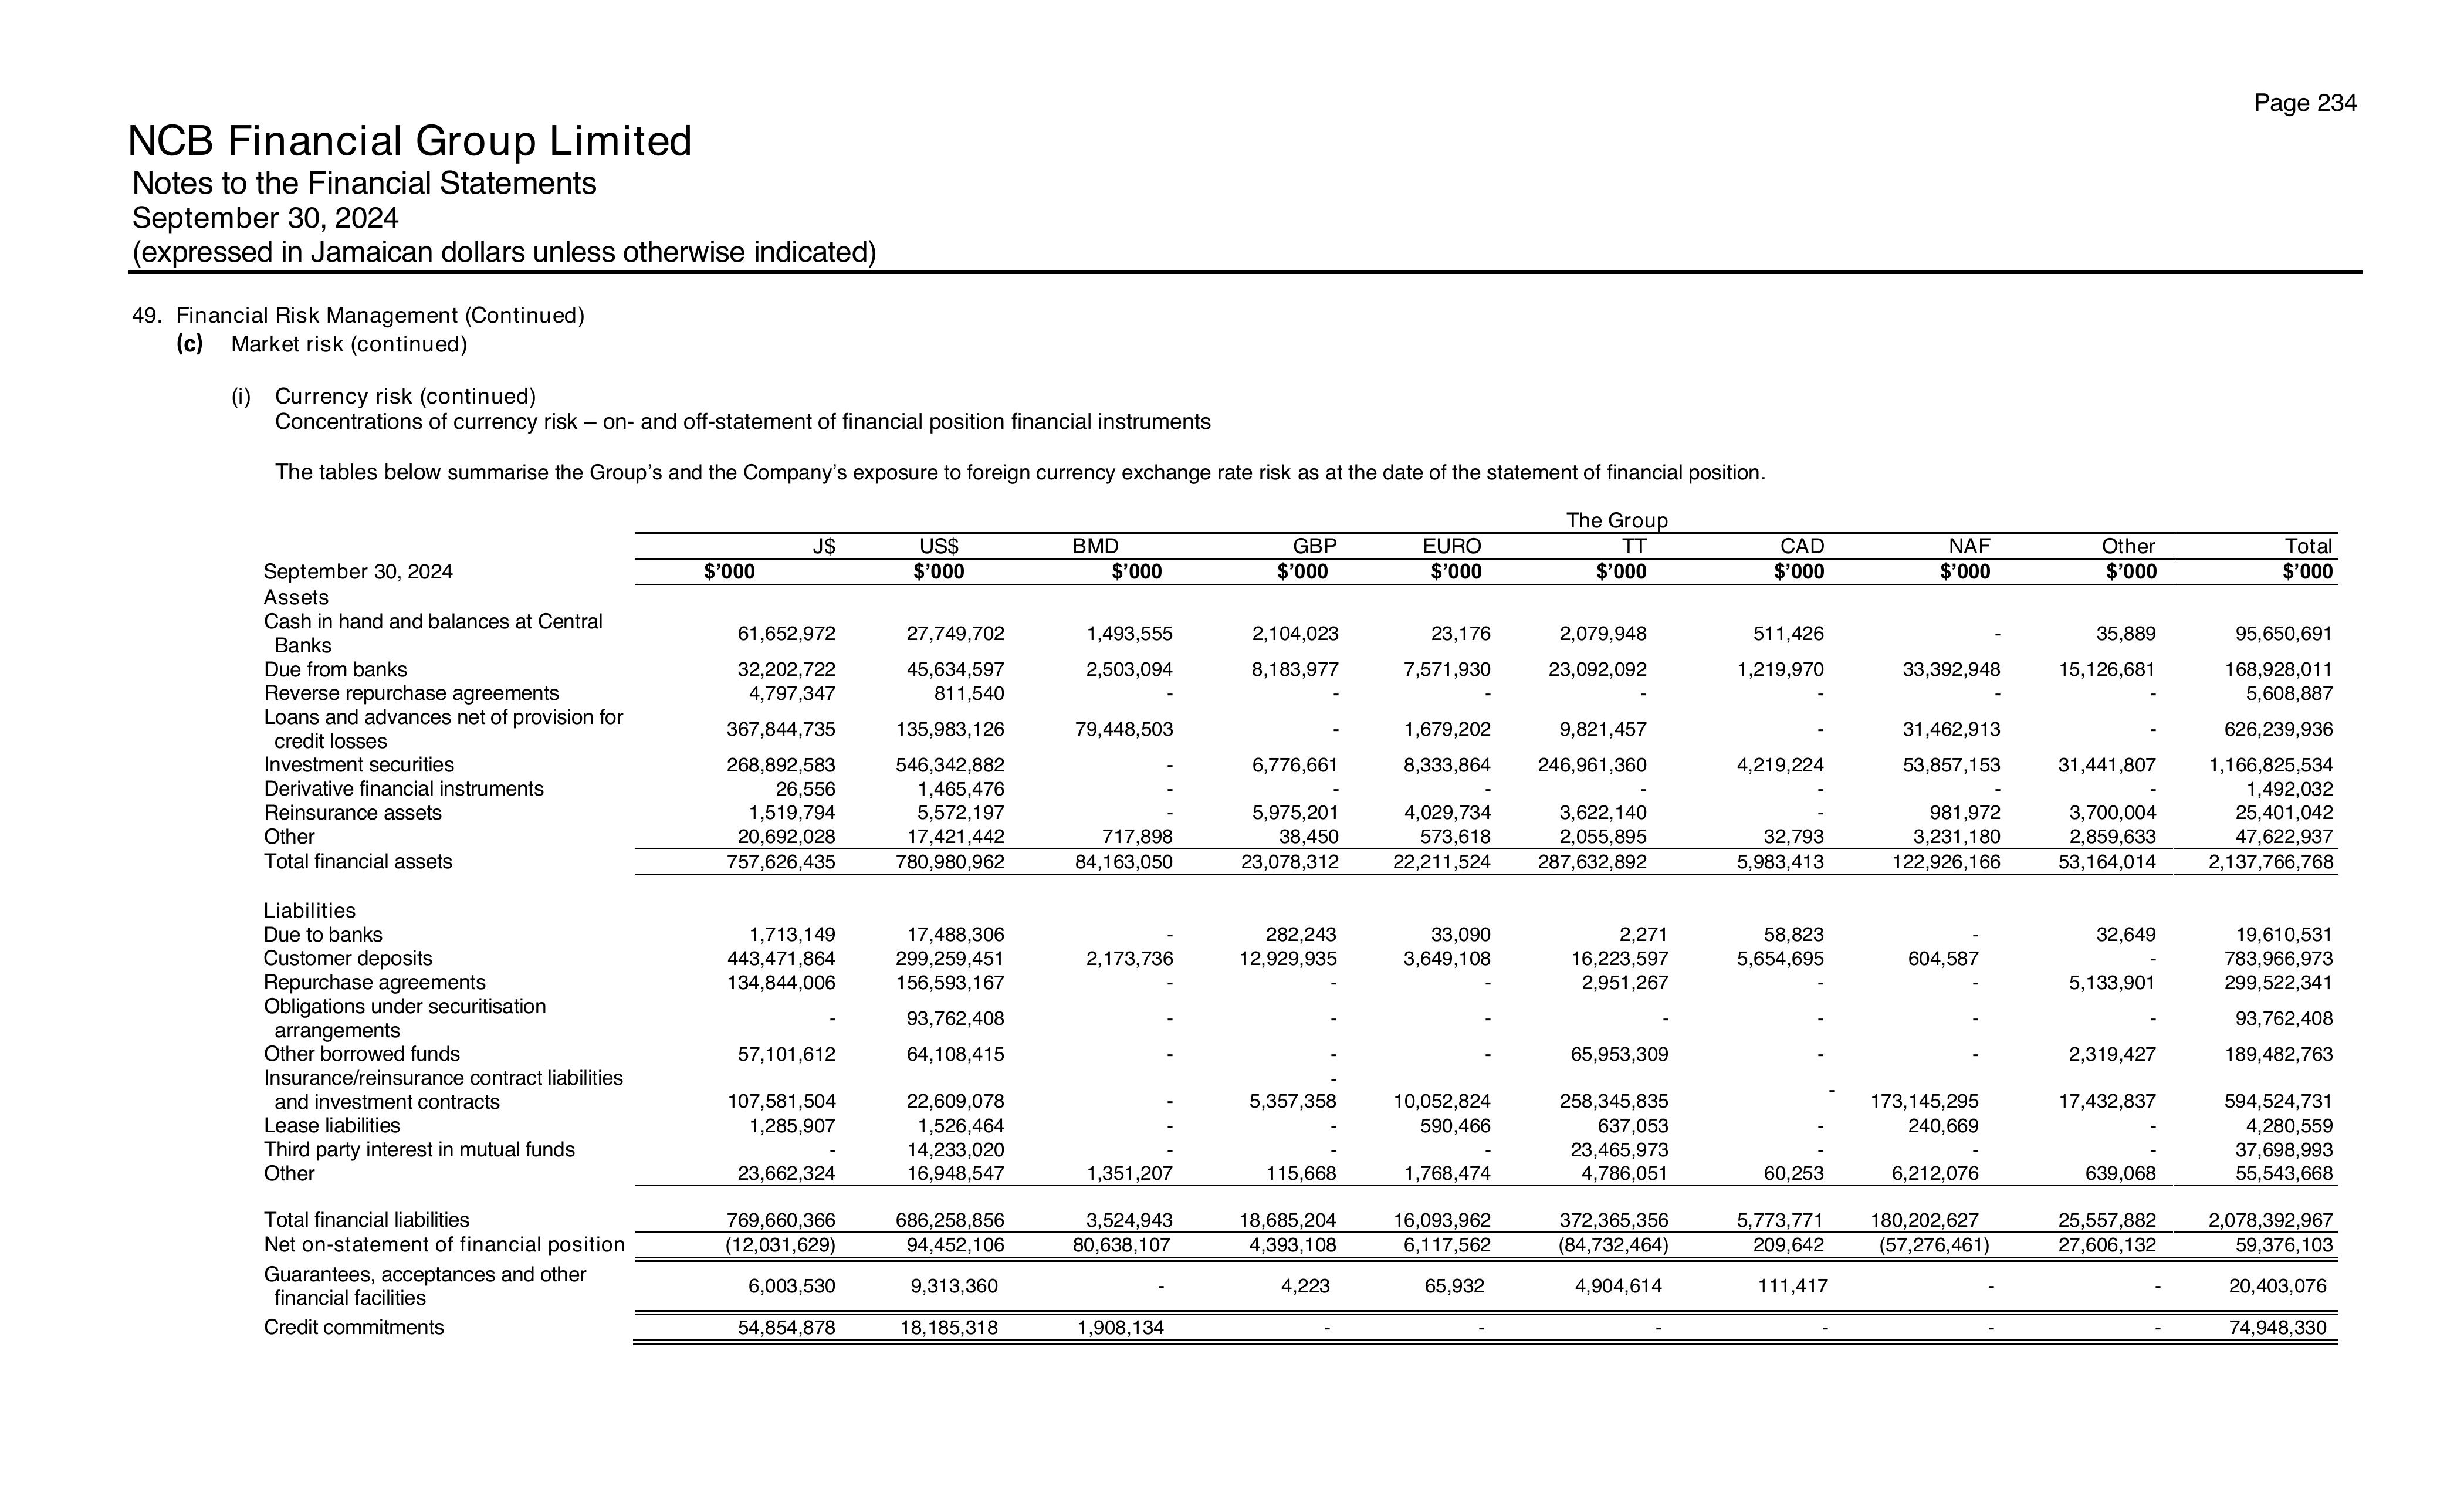 Page 234
NCB Financial Group Limited
Notes to the Financial Statements
September 30, 2024
(expressed in Jamaican dollars unless otherwise indicated)
49. Financial Risk Management (Continued)
(c) Market risk (continued)
(i) Currency risk (continued)
Concentrations of currency risk – on- and off-statement of financial position financial instruments
The tables below summarise the Group’s and the Company’s exposure to foreign currency exchange rate risk as at the date of the statement of financial position.
The Group
J$ US$ BMD GBP EURO TT CAD NAF Other Total
September 30, 2024 $’000 $’000 $’000 $’000 $’000 $’000 $’000 $’000 $’000 $’000
Assets
Cash in hand and balances at Central
Banks 61,652,972 27,749,702 1,493,555 2,104,023 23,176 2,079,948 511,426 - 35,889 95,650,691
Due from banks 32,202,722 45,634,597 2,503,094 8,183,977 7,571,930 23,092,092 1,219,970 33,392,948 15,126,681 168,928,011
Reverse repurchase agreements 4,797,347 811,540 - - - - - - - 5,608,887
Loans and advances net of provision for
credit losses 367,844,735 135,983,126 79,448,503 - 1,679,202 9,821,457 - 31,462,913 - 626,239,936
Investment securities 268,892,583 546,342,882 - 6,776,661 8,333,864 246,961,360 4,219,224 53,857,153 31,441,807 1,166,825,534
Derivative financial instruments 26,556 1,465,476 - - - - - - - 1,492,032
Reinsurance assets 1,519,794 5,572,197 - 5,975,201 4,029,734 3,622,140 - 981,972 3,700,004 25,401,042
Other 20,692,028 17,421,442 717,898 38,450 573,618 2,055,895 32,793 3,231,180 2,859,633 47,622,937
Total financial assets 757,626,435 780,980,962 84,163,050 23,078,312 22,211,524 287,632,892 5,983,413 122,926,166 53,164,014 2,137,766,768
Liabilities
Due to banks 1,713,149 17,488,306 - 282,243 33,090 2,271 58,823 - 32,649 19,610,531
Customer deposits 443,471,864 299,259,451 2,173,736 12,929,935 3,649,108 16,223,597 5,654,695 604,587 - 783,966,973
Repurchase agreements 134,844,006 156,593,167 - - - 2,951,267 - - 5,133,901 299,522,341
Obligations under securitisation
arrangements - 93,762,408 - - - - - - - 93,762,408
Other borrowed funds 57,101,612 64,108,415 - - - 65,953,309 - - 2,319,427 189,482,763
Insurance/reinsurance contract liabilities -
and investment contracts 107,581,504 22,609,078 - 5,357,358 10,052,824 258,345,835 - 173,145,295 17,432,837 594,524,731
Lease liabilities 1,285,907 1,526,464 - - 590,466 637,053 - 240,669 - 4,280,559
Third party interest in mutual funds - 14,233,020 - - - 23,465,973 - - - 37,698,993
Other 23,662,324 16,948,547 1,351,207 115,668 1,768,474 4,786,051 60,253 6,212,076 639,068 55,543,668
Total financial liabilities 769,660,366 686,258,856 3,524,943 18,685,204 16,093,962 372,365,356 5,773,771 180,202,627 25,557,882 2,078,392,967
Net on-statement of financial position (12,031,629) 94,452,106 80,638,107 4,393,108 6,117,562 (84,732,464) 209,642 (57,276,461) 27,606,132 59,376,103
Guarantees, acceptances and other
financial facilities 6,003,530 9,313,360 - 4,223 65,932 4,904,614 111,417 - - 20,403,076
Credit commitments 54,854,878 18,185,318 1,908,134 - - - - - - 74,948,330